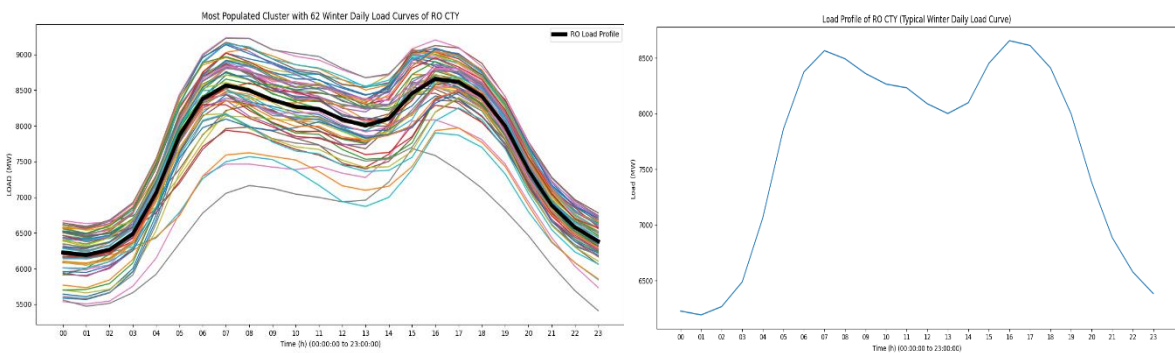 Most Populated Cluster with 62 Winter Daily Load Curves of RO CTY
RO Load Profile
LOAD (MW)
9000
8500
8000
7500
7000
6500
6000
5500
00 01 02 03 04 05 06 07 08 09 10 11 12 13 14 15 16 17 18 19 20 21 22 23
Time (h) (00:00:00 to 23:00:00)
Load Profile of RO CTY (Typical Winter Daily Load Curve)
Load (MW)
8500
8000
7500
7000
6500
00 01 02 03 04 05 06 07 08 09 10 11 12 13 14 15 16 17 18 19 20 21 22 23
Time (h) (00:00:00 to 23:00:00)